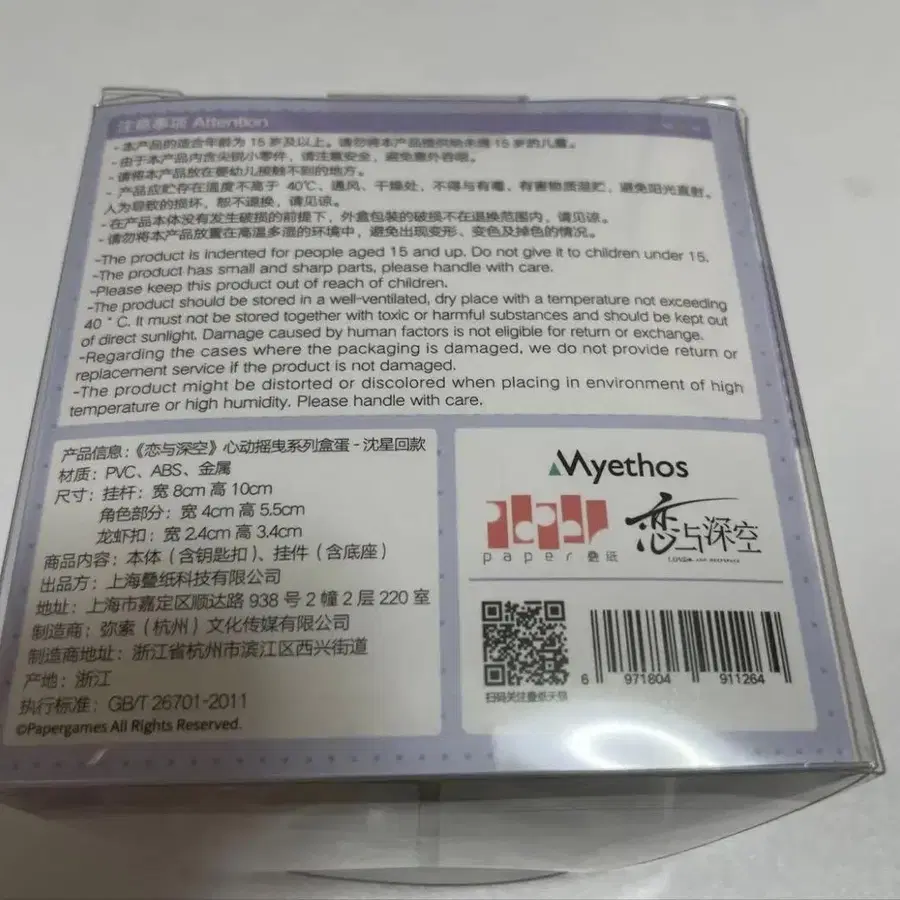 注意事项 Attention
- 本产品的适合年龄为 15 岁及以上。请勿将本产品提供给未满 15 岁的儿童。
- 由于本产品内含尖锐小零件，请注意安全，避免意外吞咽。
- 请将本产品放在婴幼儿接触不到的地方。
- 产品应贮存在温度不高于 40℃、通风、干燥处，不得与有毒、有害物质混贮，避免阳光直射。
人为导致的损坏，恕不退换，请见谅。
- 在产品本体没有发生破损的前提下，外盒包装的破损不在退换范围内，请见谅。
- 请勿将本产品放置在高温多湿的环境中，避免出现变形、变色及掉色的情况。
-The product is indented for people aged 15 and up. Do not give it to children under 15.
-The product has small and sharp parts, please handle with care.
-Please keep this product out of reach of children.
-The product should be stored in a well-ventilated, dry place with a temperature not exceeding
40 ° C. It must not be stored together with toxic or harmful substances and should be kept out
of direct sunlight. Damage caused by human factors is not eligible for return or exchange.
-Regarding the cases where the packaging is damaged, we do not provide return or
replacement service if the product is not damaged.
-The product might be distorted or discolored when placing in environment of high
temperature or high humidity. Please handle with care.
产品信息：《恋与深空》心动摇曳系列盒蛋 - 沈星回款
材质：PVC、ABS、金属
尺寸：挂杆：宽 8cm 高 10cm
角色部分：宽 4cm 高 5.5cm
龙虾扣：宽 2.4cm 高 3.4cm
商品内容：本体（含钥匙扣）、挂件（含底座）
出品方：上海叠纸科技有限公司
地址：上海市嘉定区顺达路 938 号 2 幢 2 层 220 室
制造商：弥索（杭州）文化传媒有限公司
制造商地址：浙江省杭州市滨江区西兴街道
产地：浙江
执行标准：GB/T 26701-2011
©Papergames All Rights Reserved.
Myethos
paper 叠纸
恋与深空
扫码关注叠纸天猫
6 971804 911264